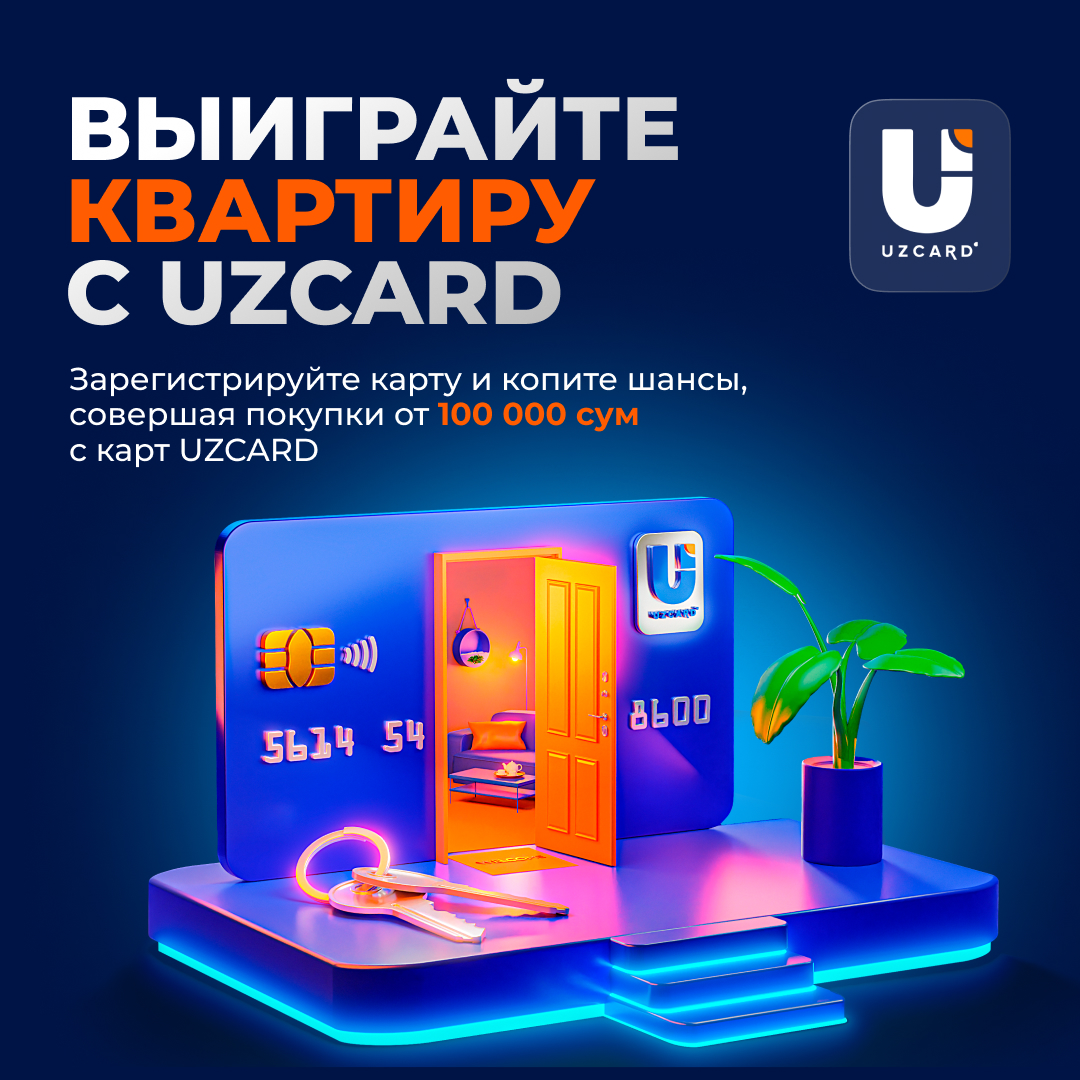 ВЫИГРАЙТЕ
КВАРТИРУ
С UZCARD
UZCARD
Зарегистрируйте карту и копите шансы,
совершая покупки от 100 000 сум
с карт UZCARD
UZCARD
5614 54
8600